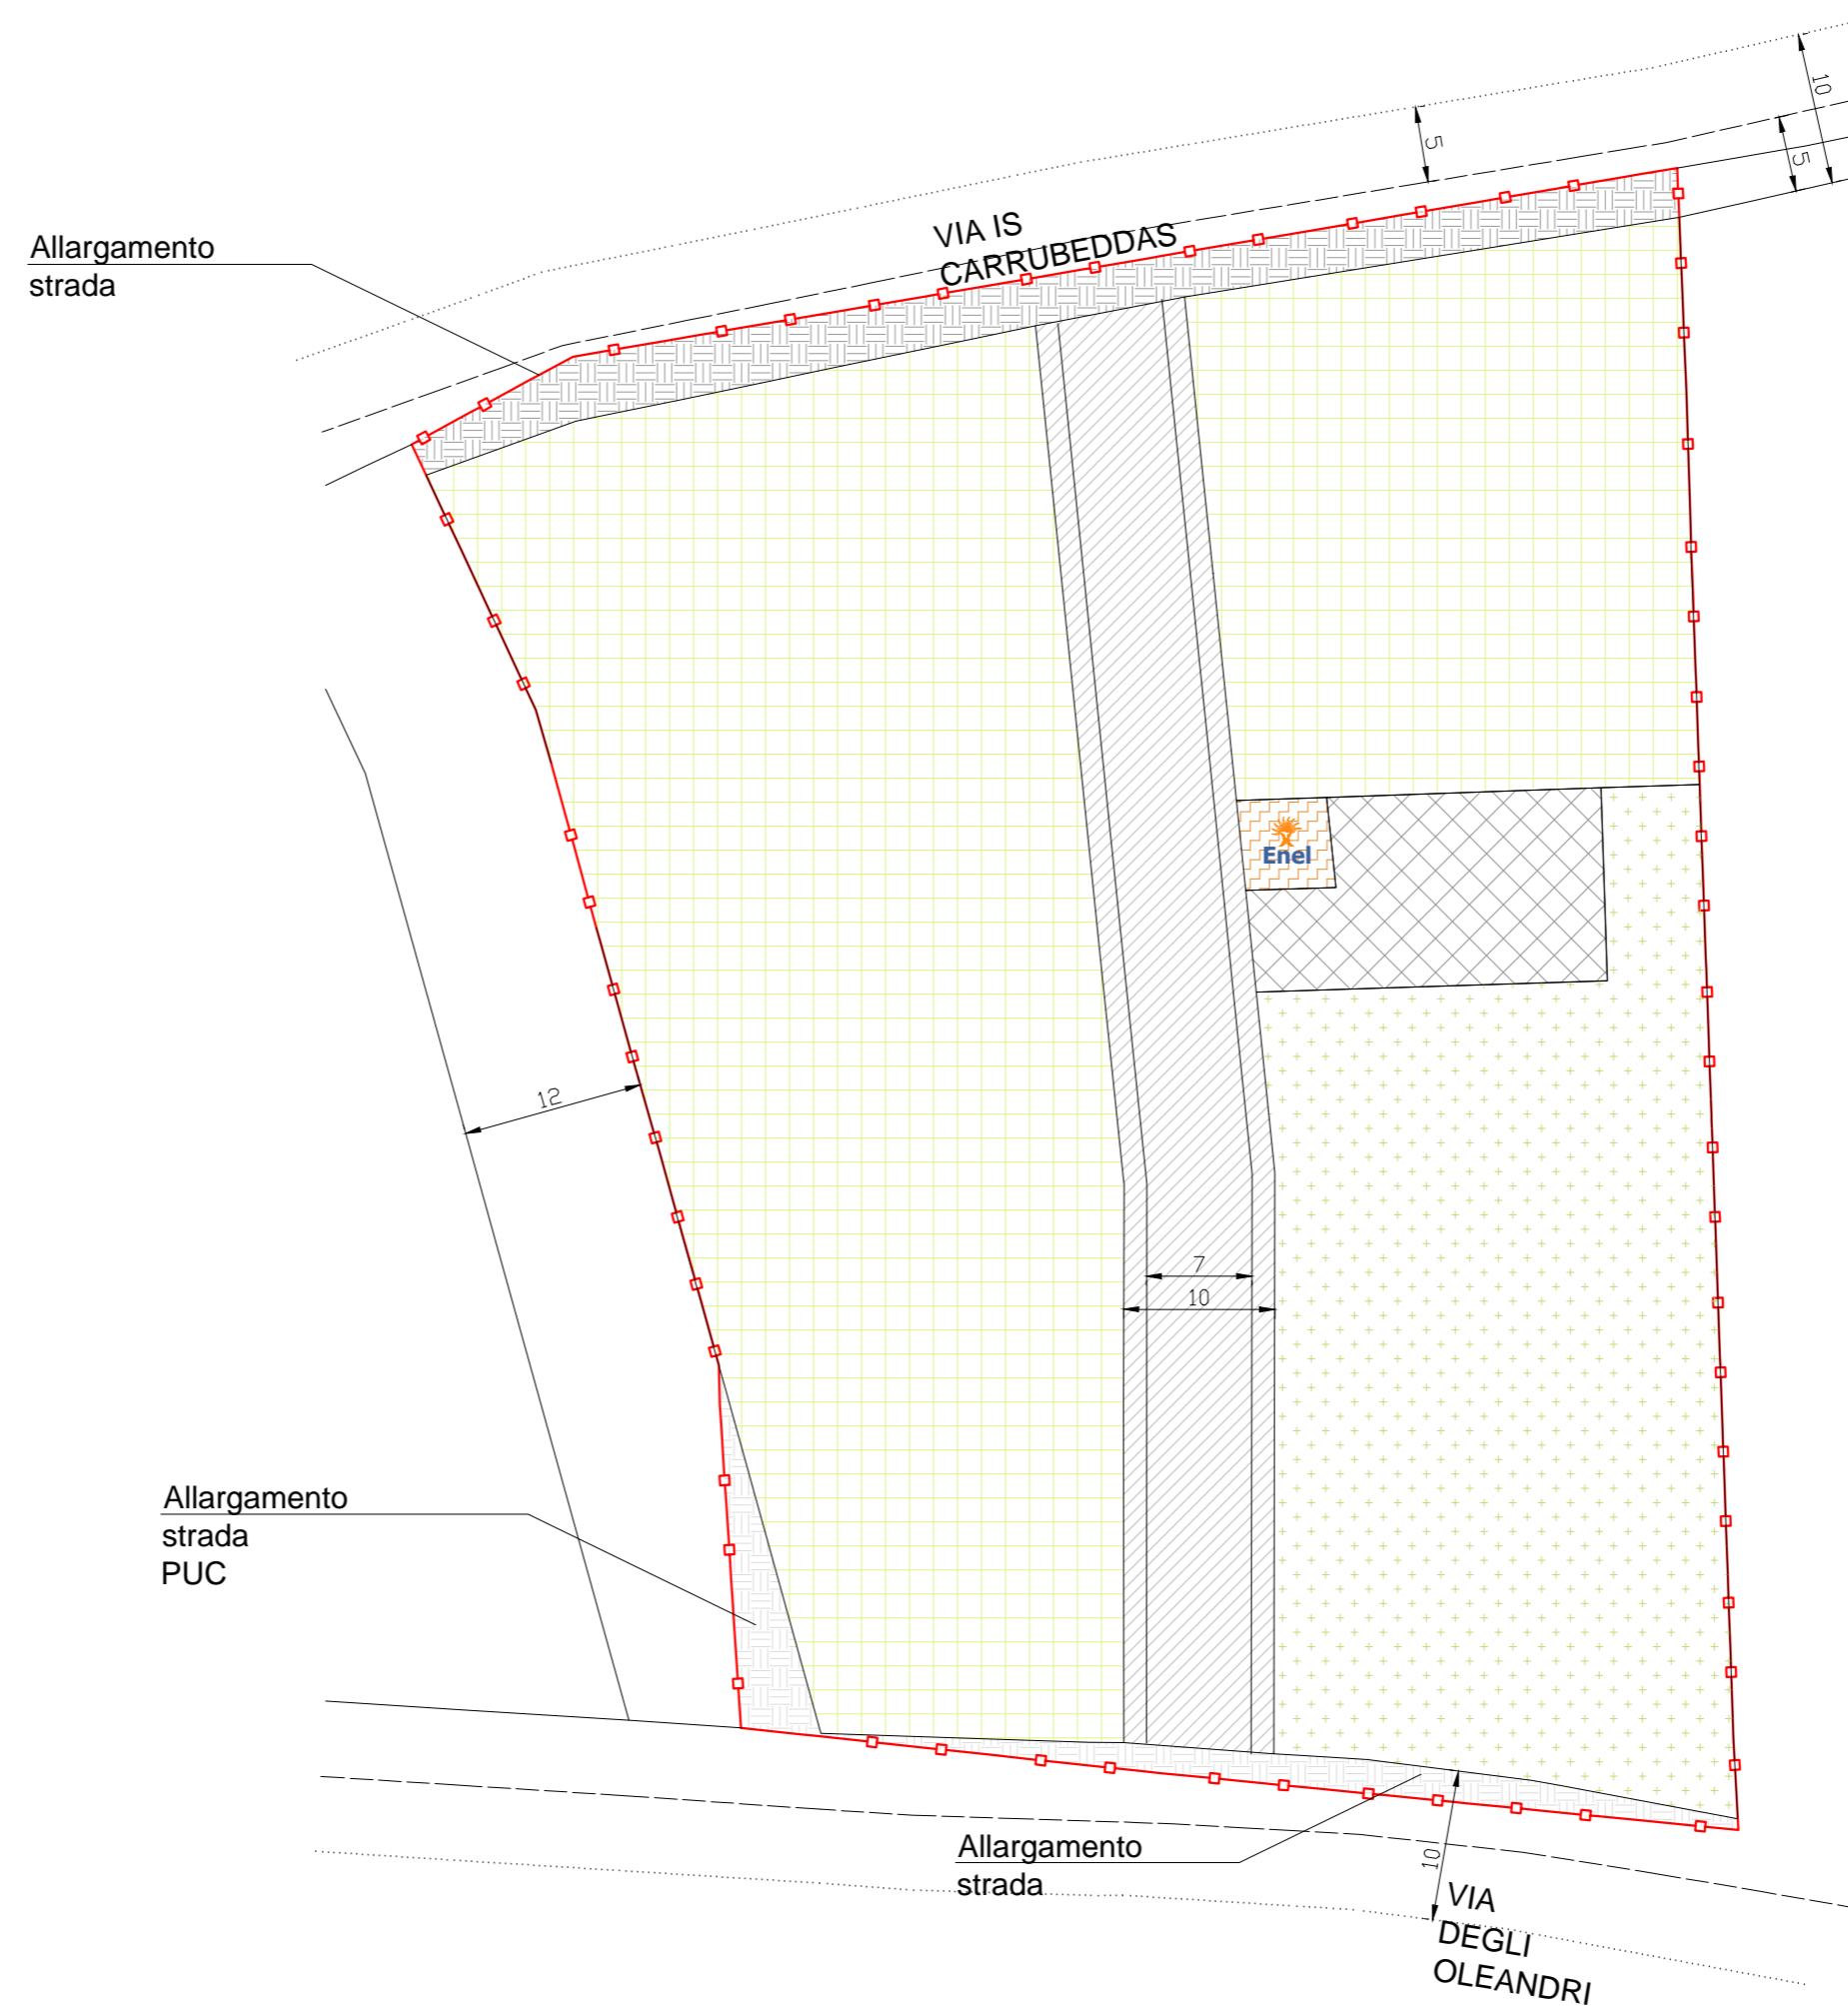 10
5
5
VIA IS
CARRUBEDDAS
Allargamento
strada
Enel
12
7
10
Allargamento
strada
PUC
Allargamento
strada
10
VIA
DEGLI
OLEANDRI